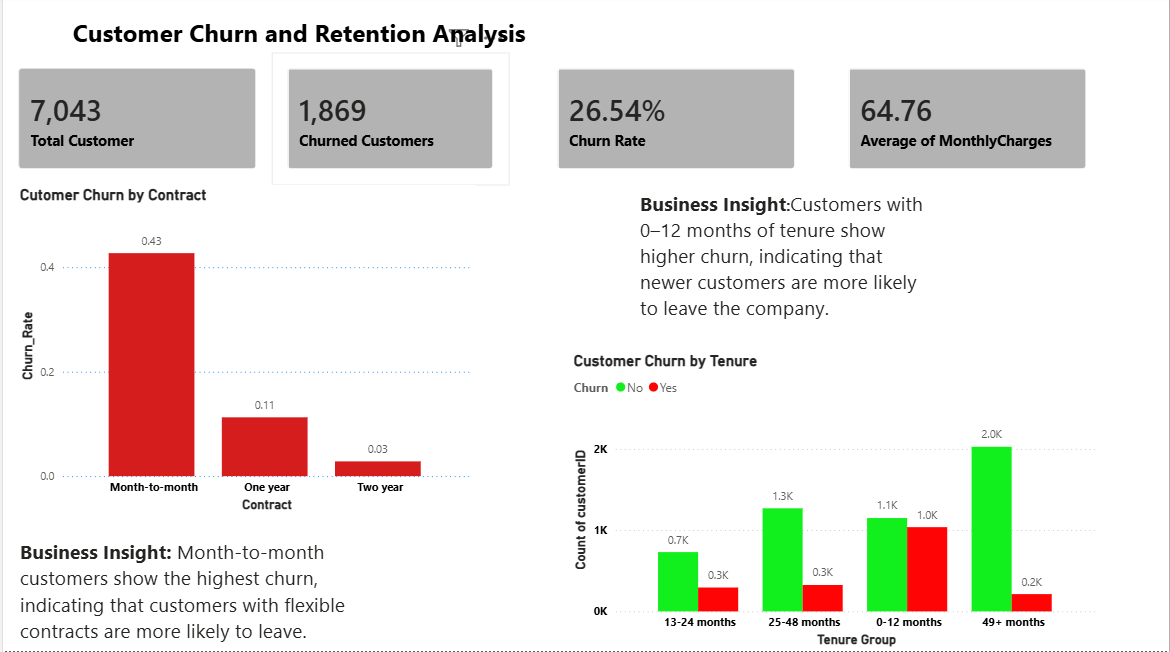 Customer Churn and Retention Analysis
7,043
Total Customer
1,869
Churned Customers
26.54%
Churn Rate
64.76
Average of MonthlyCharges
Cutomer Churn by Contract
Churn_Rate
0.4
0.2
0.0
0.43
0.11
0.03
Month-to-month
One year
Two year
Contract
Business Insight: Month-to-month
customers show the highest churn,
indicating that customers with flexible
contracts are more likely to leave.
Business Insight:Customers with
0–12 months of tenure show
higher churn, indicating that
newer customers are more likely
to leave the company.
Customer Churn by Tenure
Churn No Yes
Count of customerID
2K
1K
0K
0.7K
0.3K
1.3K
0.3K
1.1K
1.0K
2.0K
0.2K
13-24 months
25-48 months
0-12 months
49+ months
Tenure Group